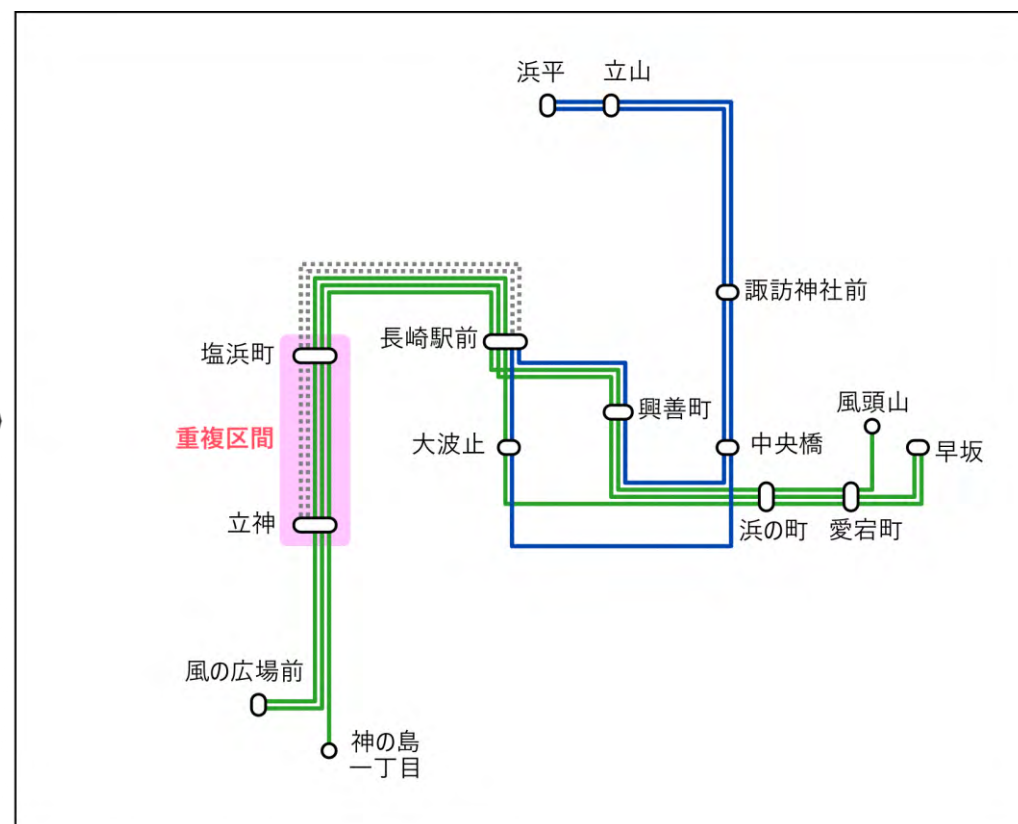 浜平
立山
諏訪神社前
長崎駅前
塩浜町
重複区間
大波止
興善町
風頭山
中央橋
早坂
立神
浜の町
愛宕町
風の広場前
神の島
一丁目